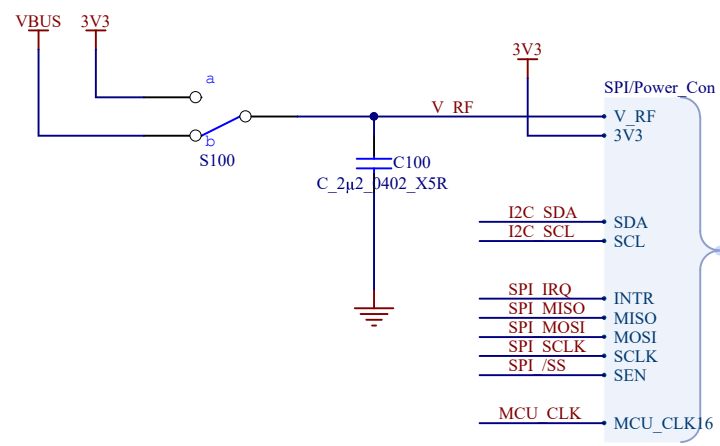 VBUS 3V3
a
b
S100
V_RF
C100
C_2µ2_0402_X5R
3V3
SPI/Power_Con
V_RF
3V3
I2C_SDA SDA
I2C_SCL SCL
SPI_IRQ INTR
SPI_MISO MISO
SPI_MOSI MOSI
SPI_SCLK SCLK
SPI_/SS SEN
MCU_CLK MCU_CLK16